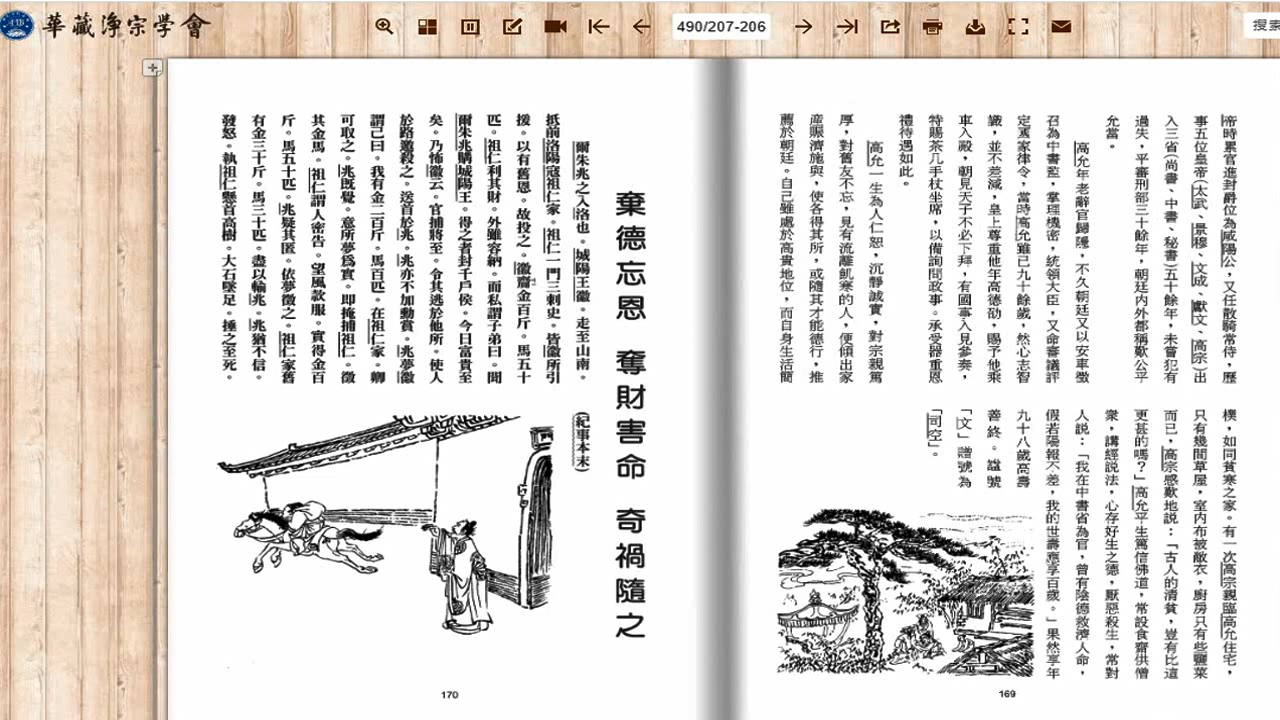 華藏淨宗學會
490/207-206
搜索
帝時累官進封爵位為咸陽公，又任散騎常侍，歷
事五位皇帝（太武、景穆、文成、獻文、高宗）出
入三省（尚書、中書、秘書）五十餘年，未曾犯有
過失，平審刑部三十餘年，朝廷內外都稱歎公平
允當。
高允年老辭官歸隱，不久朝廷又以安車徵
召為中書監，掌理機密，統領大臣，又命審議評
定國家律令，當時高允雖已九十餘歲，然心志智
識，並不差減，皇上尊重他年高德劭，賜予他乘
車入殿，朝見天子不必下拜，有國事入見參奏，
特賜茶几手杖坐席，以備詢問政事。承受器重恩
禮待遇如此。
高允一生為人仁恕，沉靜誠實，對宗親篤
厚，對舊友不忘，見有流離飢寒的人，便傾出家
產賑濟施與，使各得其所，或隨其才能德行，推
薦於朝廷。自己雖處於高貴地位，而自身生活簡
樸，如同貧寒之家。有一次高宗親臨高允住宅，
只有幾間草屋，室內布被敝衣，廚房只有些鹽菜
而已，高宗感歎地說：「古人的清貧，豈有比這
更甚的嗎？」高允平生篤信佛道，常設食齋供僧
衆，講經說法，心存好生之德，厭惡殺生，常對
人說：「我在中書省為官，曾有陰德救濟人命，
假若陽報不差，我的世壽應享百歲。」果然享年
九十八歲高壽
善終。諡號
「文」贈號為
「司空」。
169
棄德忘恩　奪財害命　奇禍隨之
（紀事本末）
爾朱兆之入洛也。城陽王徽。走至山南。
抵前洛陽寇祖仁家。祖仁一門三刺史。皆徽所引
援。以有舊恩。故投之。徽齎金百斤。馬五十
匹。祖仁利其財。外雖容納。而私謂子弟曰。聞
爾朱兆購城陽王。得之者封千戶侯。今日富貴至
矣。乃怖徽云。官捕將至。令其逃於他所。使人
於路邀殺之。送首於兆。兆亦不加勳賞。兆夢徽
謂己曰。我有金二百斤。馬百匹。在祖仁家。卿
可取之。兆既覺。意所夢為實。即掩捕祖仁。徵
其金馬。祖仁謂人密告。望風款服。實得金百
斤。馬五十匹。兆疑其匿。依夢徵之。祖仁家舊
有金三十斤。馬三十匹。盡以輸兆。兆猶不信。
發怒。執祖仁懸首高樹。大石墜足。捶之至死。
170